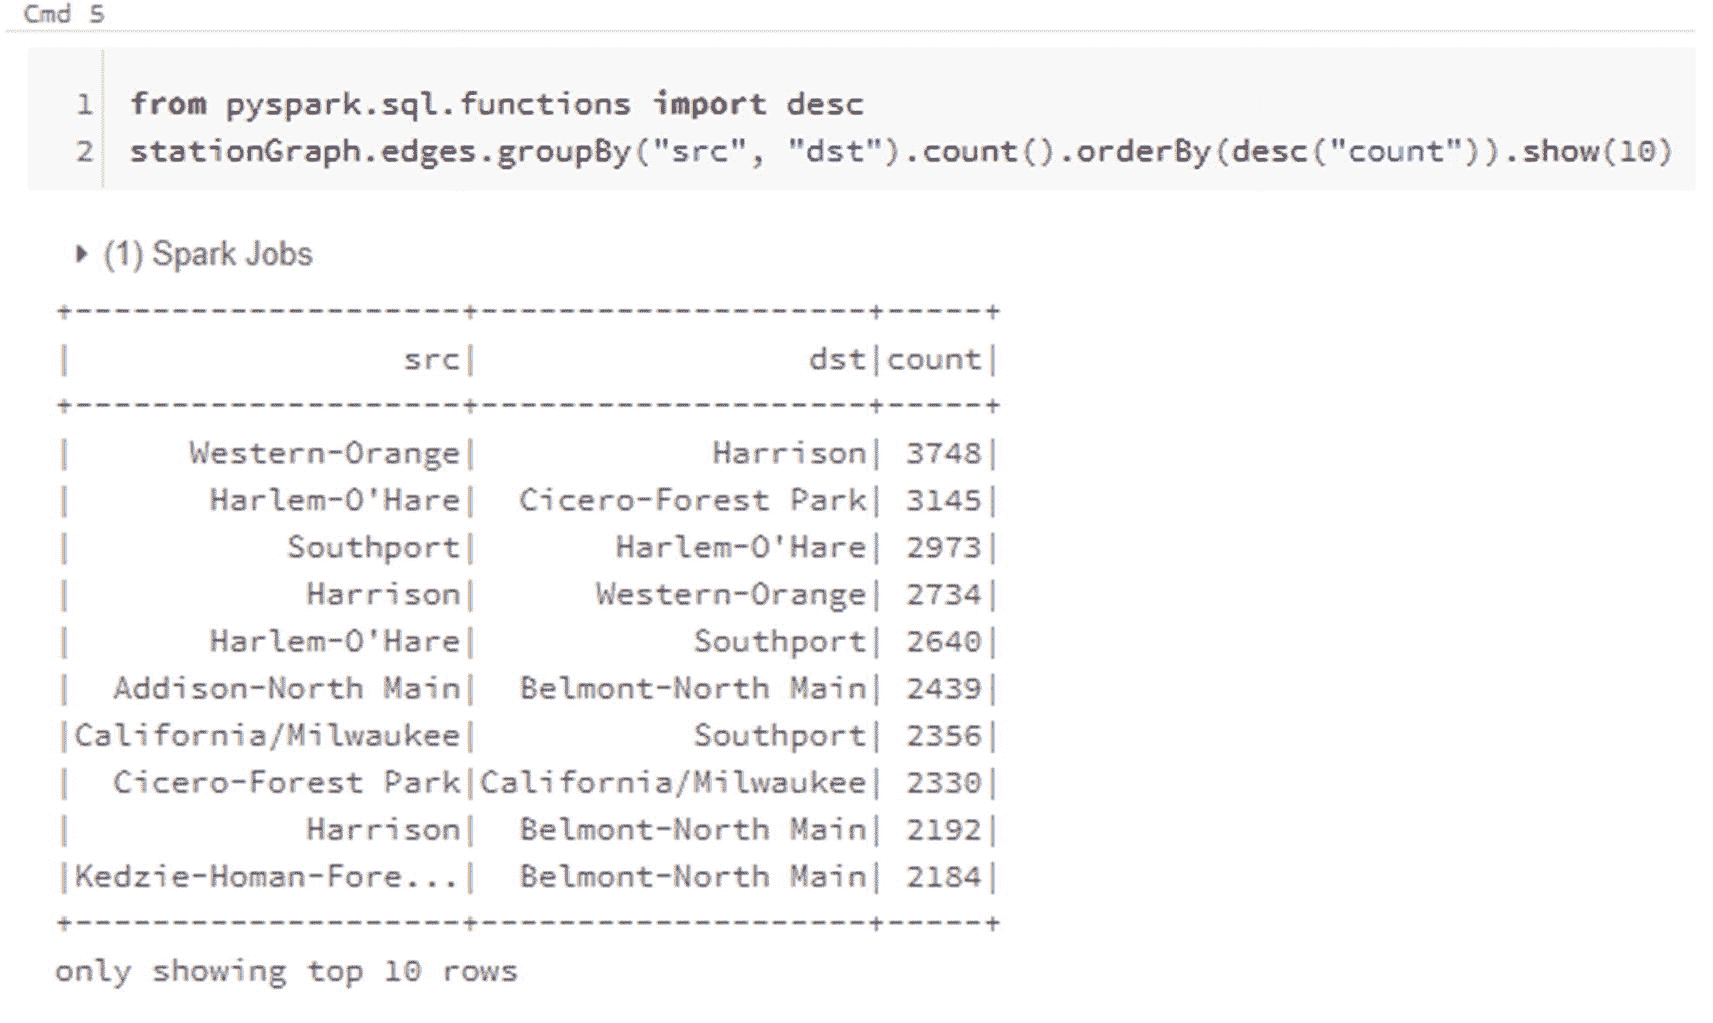 Cmd 5
1 from pyspark.sql.functions import desc
2 stationGraph.edges.groupBy("src", "dst").count().orderBy(desc("count")).show(10)
(1) Spark Jobs
+--------------------+--------------------+-----+
|                 src|                 dst|count|
+--------------------+--------------------+-----+
|      Western-Orange|            Harrison| 3748|
|       Harlem-O'Hare|  Cicero-Forest Park| 3145|
|           Southport|       Harlem-O'Hare| 2973|
|            Harrison|      Western-Orange| 2734|
|       Harlem-O'Hare|           Southport| 2640|
|  Addison-North Main|  Belmont-North Main| 2439|
|California/Milwaukee|           Southport| 2356|
|  Cicero-Forest Park|California/Milwaukee| 2330|
|            Harrison|  Belmont-North Main| 2192|
|Kedzie-Homan-Fore...|  Belmont-North Main| 2184|
+--------------------+--------------------+-----+
only showing top 10 rows